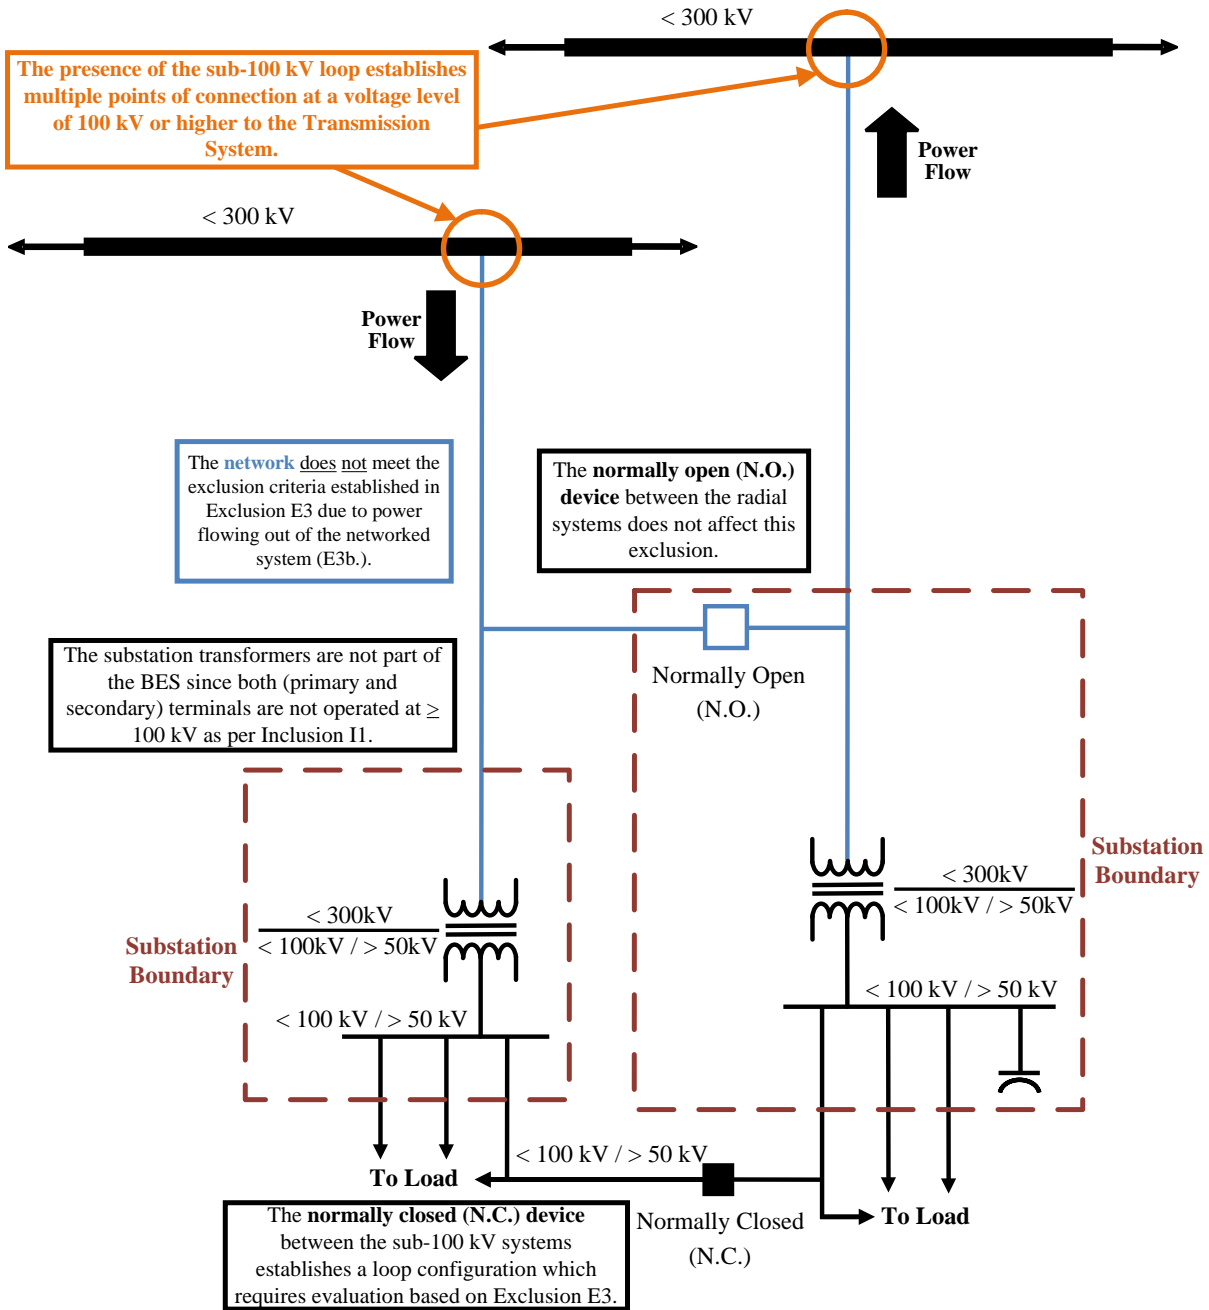 < 300 kV
The presence of the sub-100 kV loop establishes
multiple points of connection at a voltage level
of 100 kV or higher to the Transmission
System.
Power
Flow
< 300 kV
Power
Flow
The network does not meet the
exclusion criteria established in
Exclusion E3 due to power
flowing out of the networked
system (E3b.).
The normally open (N.O.)
device between the radial
systems does not affect this
exclusion.
The substation transformers are not part of
the BES since both (primary and
secondary) terminals are not operated at ≥
100 kV as per Inclusion I1.
Normally Open
(N.O.)
Substation
Boundary
< 300kV
< 100kV / > 50kV
< 300kV
< 100kV / > 50kV
Substation
Boundary
< 100 kV / > 50 kV
< 100 kV / > 50 kV
< 100 kV / > 50 kV
To Load
To Load
Normally Closed
(N.C.)
The normally closed (N.C.) device
between the sub-100 kV systems
establishes a loop configuration which
requires evaluation based on Exclusion E3.